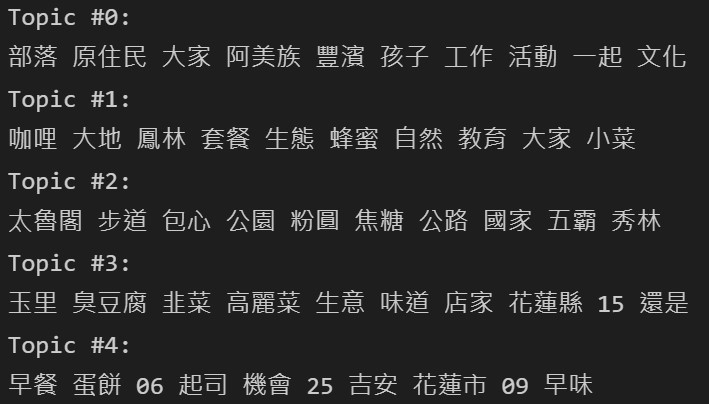 Topic #0:
部落 原住民 大家 阿美族 豐濱 孩子 工作 活動 一起 文化
Topic #1:
咖哩 大地 鳳林 套餐 生態 蜂蜜 自然 教育 大家 小菜
Topic #2:
太魯閣 步道 包心 公園 粉圓 焦糖 公路 國家 五霸 秀林
Topic #3:
玉里 臭豆腐 韭菜 高麗菜 生意 味道 店家 花蓮縣 15 還是
Topic #4:
早餐 蛋餅 06 起司 機會 25 吉安 花蓮市 09 早味